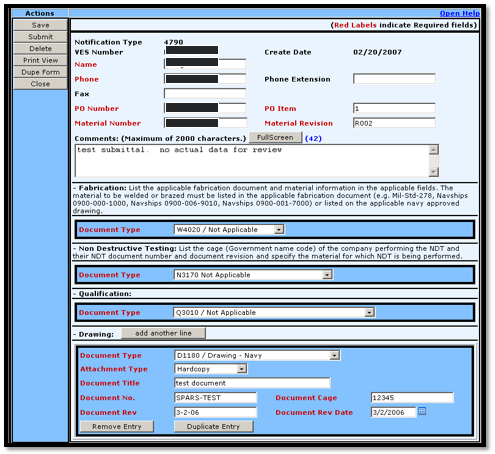 Actions
Open Help
Save
Submit
Delete
Print View
Dupe Form
Close
(Red Labels indicate Required fields)
Notification Type 4790
VES Number Create Date 02/20/2007
Name
Phone Phone Extension
Fax
PO Number PO Item 1
Material Number Material Revision R002
Comments: (Maximum of 2000 characters.) FullScreen (42)
test submittal. no actual data for review
- Fabrication: List the applicable fabrication document and material information in the applicable fields. The
material to be welded or brazed must be listed in the applicable fabrication document (e.g. Mil-Std-278, Navships
0900-000-1000, Navships 0900-006-9010, Navships 0900-001-7000) or listed on the applicable navy approved
drawing.
Document Type W4020 / Not Applicable
- Non Destructive Testing: List the cage (Government name code) of the company performing the NDT and
their NDT document number and document revision and specify the material for which NDT is being performed.
Document Type N3170 Not Applicable
- Qualification:
Document Type Q3010 / Not Applicable
- Drawing: add another line
Document Type D1180 / Drawing - Navy
Attachment Type Hardcopy
Document Title test document
Document No. SPARS-TEST Document Cage 12345
Document Rev 3-2-06 Document Rev Date 3/2/2006
Remove Entry Duplicate Entry